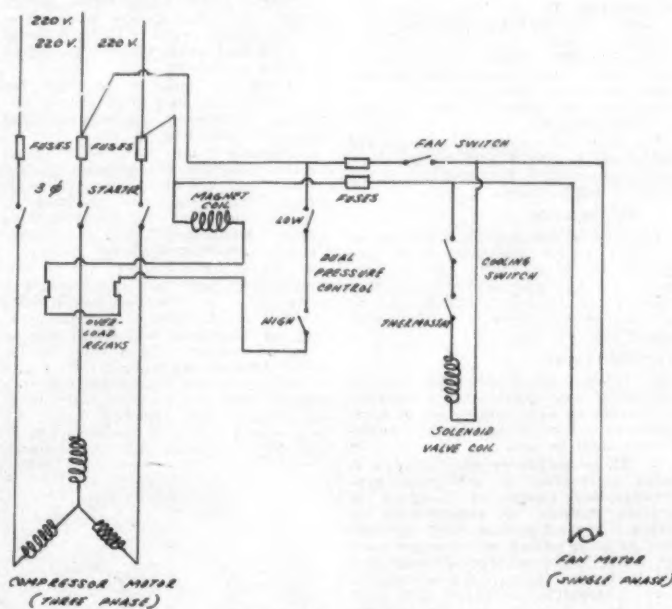 220 V.
220 V.
220 V.
FUSES
FUSES
FAN SWITCH
FUSES
3 Ø
STARTER
MAGNET
COIL
LOW
DUAL
PRESSURE
CONTROL
COOLING
SWITCH
HIGH
THERMOSTAT
OVER-
LOAD
RELAYS
SOLENOID
VALVE COIL
COMPRESSOR MOTOR
(THREE PHASE)
FAN MOTOR
(SINGLE PHASE)